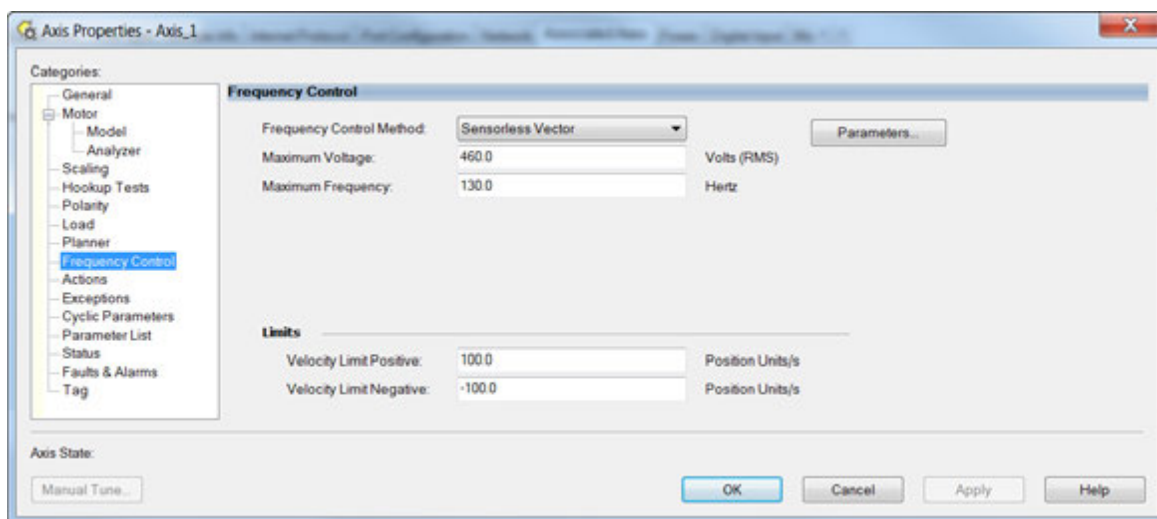 Axis Properties - Axis_1
Categories:
General
Motor
Model
Analyzer
Scaling
Hookup Tests
Polarity
Load
Planner
Frequency Control
Actions
Exceptions
Cyclic Parameters
Parameter List
Status
Faults & Alarms
Tag
Frequency Control
Frequency Control Method: Sensorless Vector Parameters...
Maximum Voltage: 460.0 Volts (RMS)
Maximum Frequency: 130.0 Hertz
Limits
Velocity Limit Positive: 100.0 Position Units/s
Velocity Limit Negative: -100.0 Position Units/s
Axis State:
Manual Tune... OK Cancel Apply Help